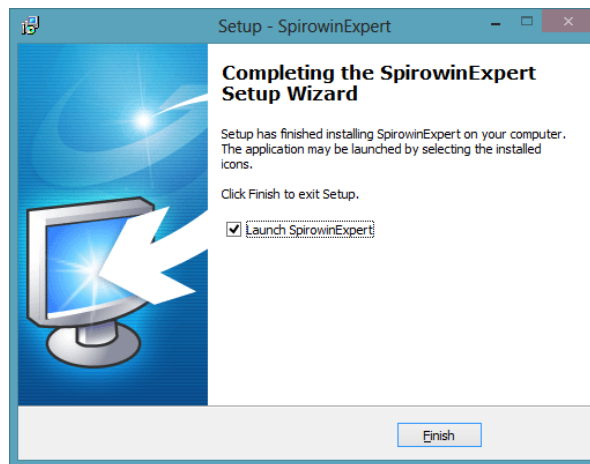 Setup - SpirowinExpert
Completing the SpirowinExpert
Setup Wizard
Setup has finished installing SpirowinExpert on your computer.
The application may be launched by selecting the installed
icons.
Click Finish to exit Setup.
Launch SpirowinExpert
Finish